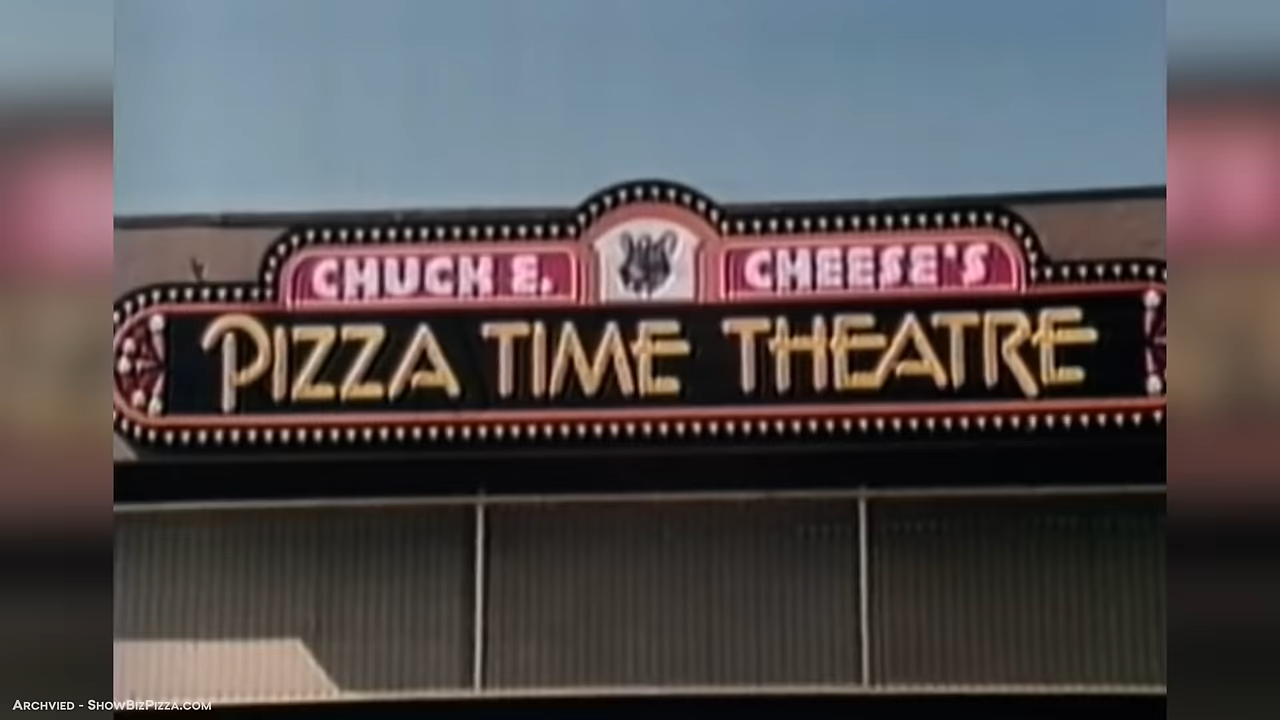 CHUCK E. CHEESE'S
PIZZA TIME THEATRE
ARCHVIED - SHOWBIZPIZZA.COM